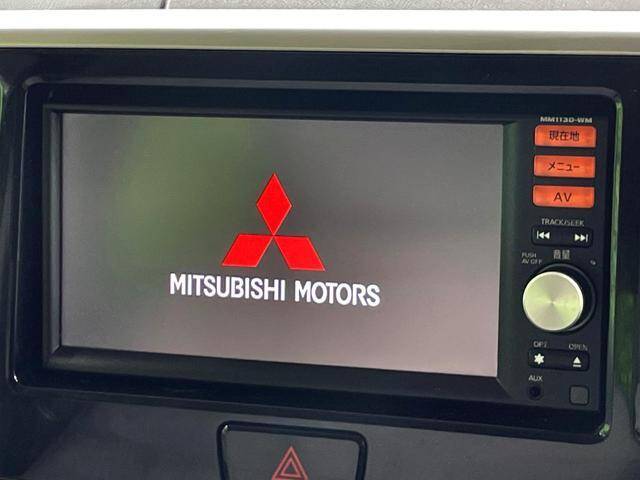 MM113D-WM
現在地
メニュー
AV
TRACK/SEEK
MITSUBISHI MOTORS
PUSH
AV OFF
音量
OPT
OPEN
AUX